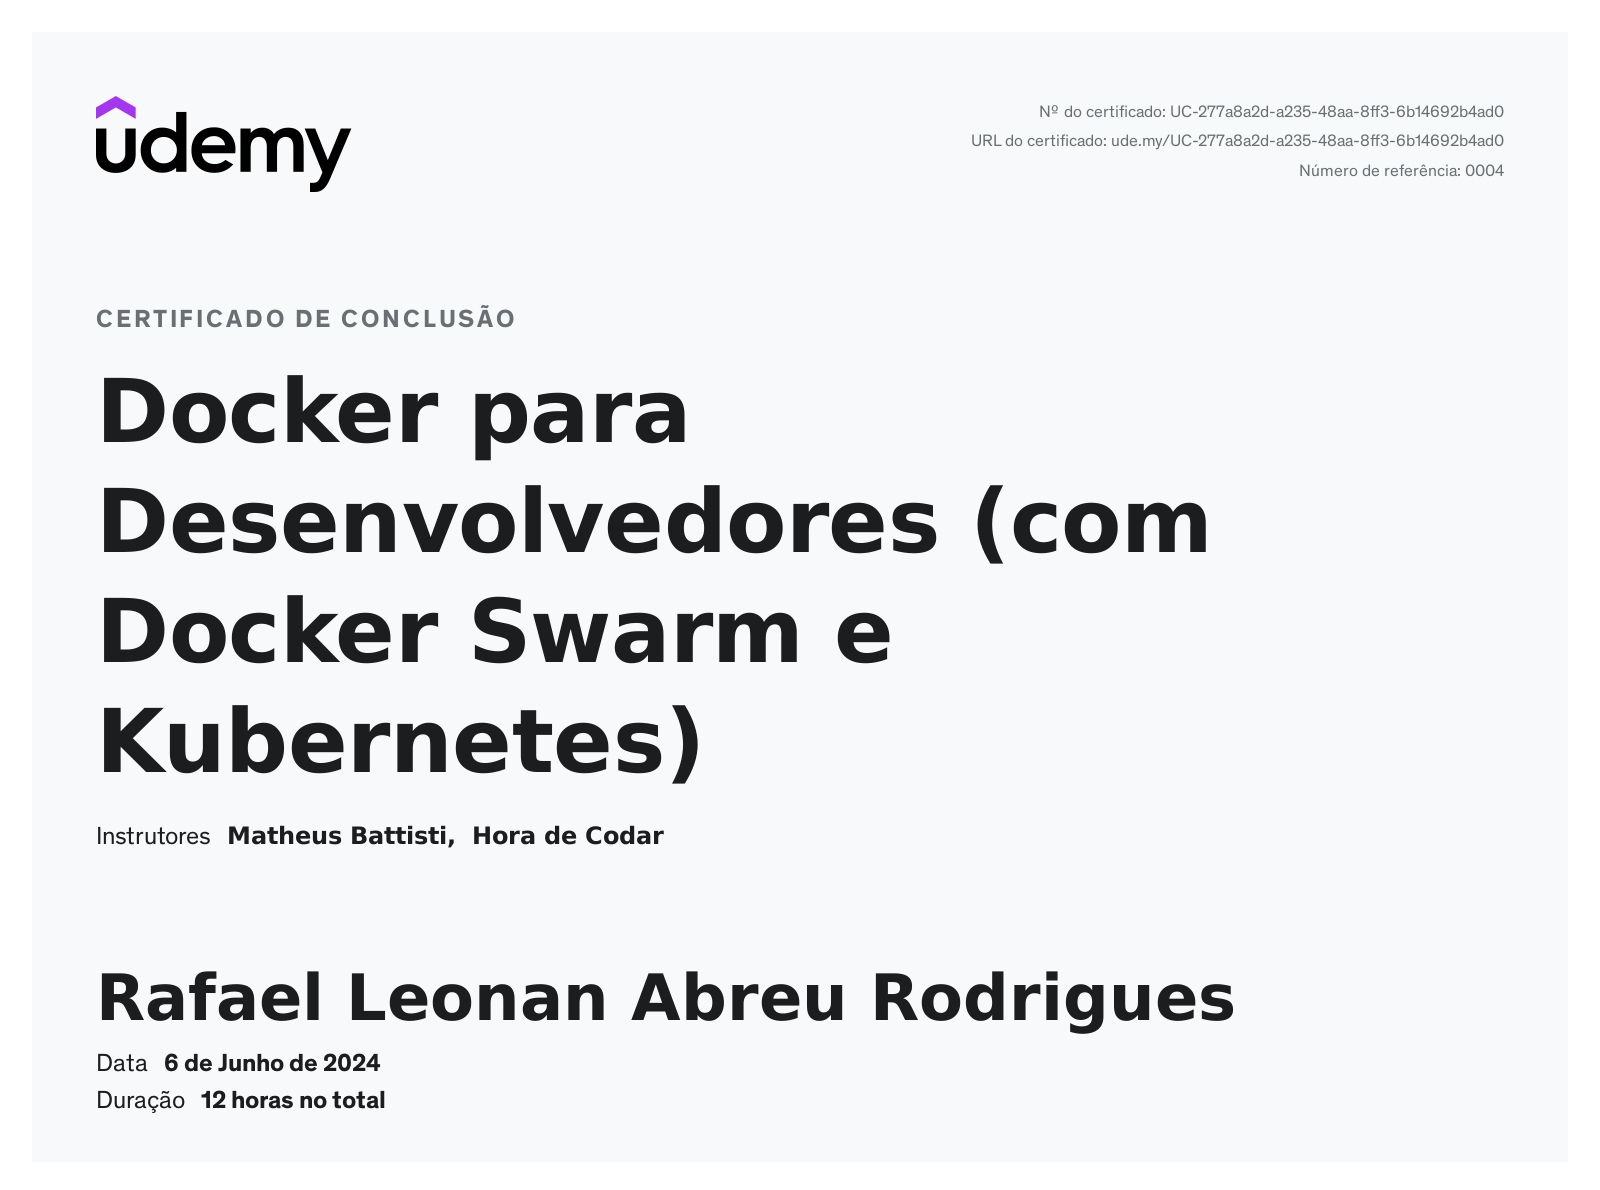 udemy
Nº do certificado: UC-277a8a2d-a235-48aa-8ff3-6b14692b4ad0
URL do certificado: ude.my/UC-277a8a2d-a235-48aa-8ff3-6b14692b4ad0
Número de referência: 0004
CERTIFICADO DE CONCLUSÃO
Docker para
Desenvolvedores (com
Docker Swarm e
Kubernetes)
Instrutores Matheus Battisti, Hora de Codar
Rafael Leonan Abreu Rodrigues
Data 6 de Junho de 2024
Duração 12 horas no total